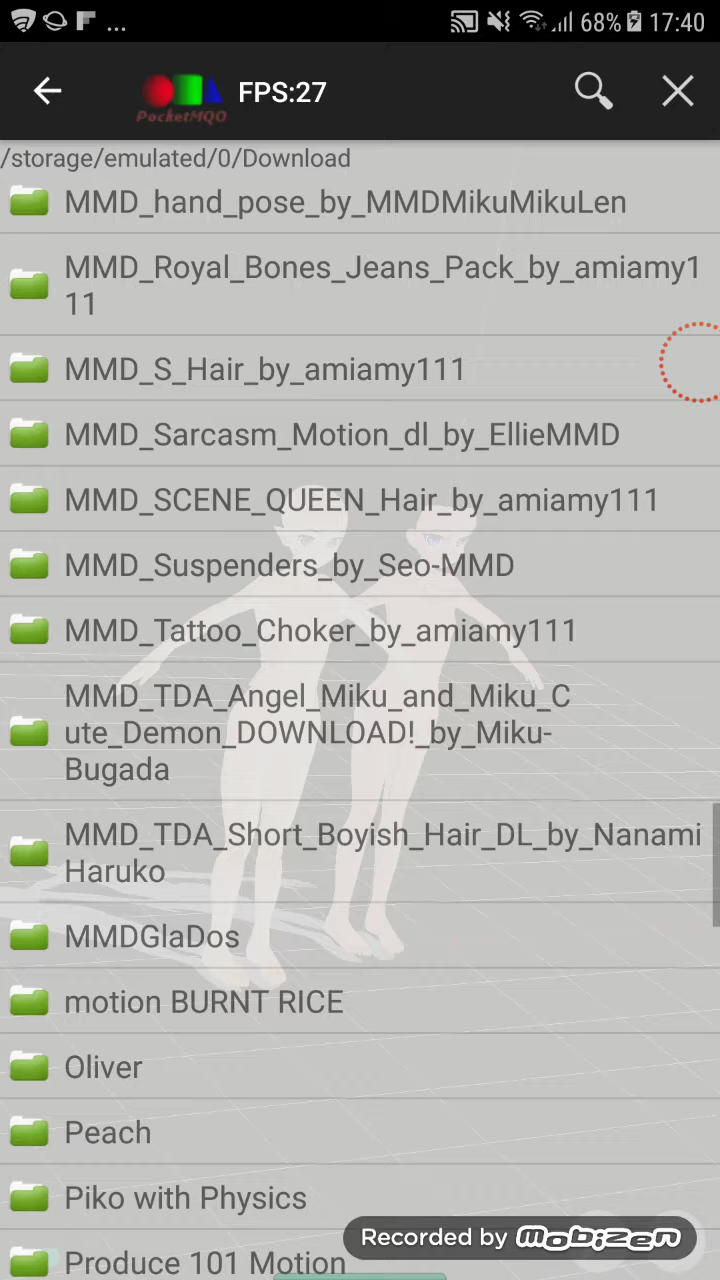 ... 68% 17:40
PocketMQO FPS:27
/storage/emulated/0/Download
MMD_hand_pose_by_MMDMikuMikuLen
MMD_Royal_Bones_Jeans_Pack_by_amiamy1
11
MMD_S_Hair_by_amiamy111
MMD_Sarcasm_Motion_dl_by_EllieMMD
MMD_SCENE_QUEEN_Hair_by_amiamy111
MMD_Suspenders_by_Seo-MMD
MMD_Tattoo_Choker_by_amiamy111
MMD_TDA_Angel_Miku_and_Miku_C
ute_Demon_DOWNLOAD!_by_Miku-
Bugada
MMD_TDA_Short_Boyish_Hair_DL_by_Nanami
Haruko
MMDGlaDos
motion BURNT RICE
Oliver
Peach
Piko with Physics
Recorded by mobizen
Produce 101 Motion